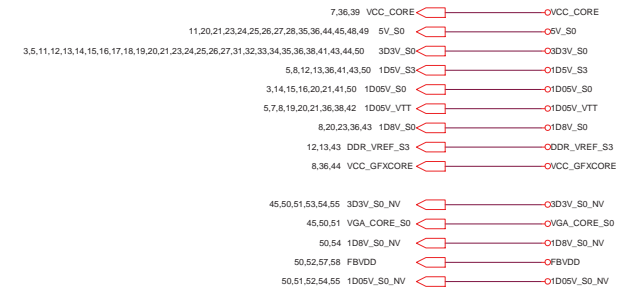 7,36,39 VCC_CORE VCC_CORE
11,20,21,23,24,25,26,27,28,35,36,44,45,48,49 5V_S0 5V_S0
3,5,11,12,13,14,15,16,17,18,19,20,21,23,24,25,26,27,31,32,33,34,35,36,38,41,43,44,50 3D3V_S0 3D3V_S0
5,8,12,13,36,41,43,50 1D5V_S3 1D5V_S3
3,14,15,16,20,21,41,50 1D05V_S0 1D05V_S0
5,7,8,19,20,21,36,38,42 1D05V_VTT 1D05V_VTT
8,20,23,36,43 1D8V_S0 1D8V_S0
12,13,43 DDR_VREF_S3 DDR_VREF_S3
8,36,44 VCC_GFXCORE VCC_GFXCORE
45,50,51,53,54,55 3D3V_S0_NV 3D3V_S0_NV
45,50,51 VGA_CORE_S0 VGA_CORE_S0
50,54 1D8V_S0_NV 1D8V_S0_NV
50,52,57,58 FBVDD FBVDD
50,51,52,54,55 1D05V_S0_NV 1D05V_S0_NV